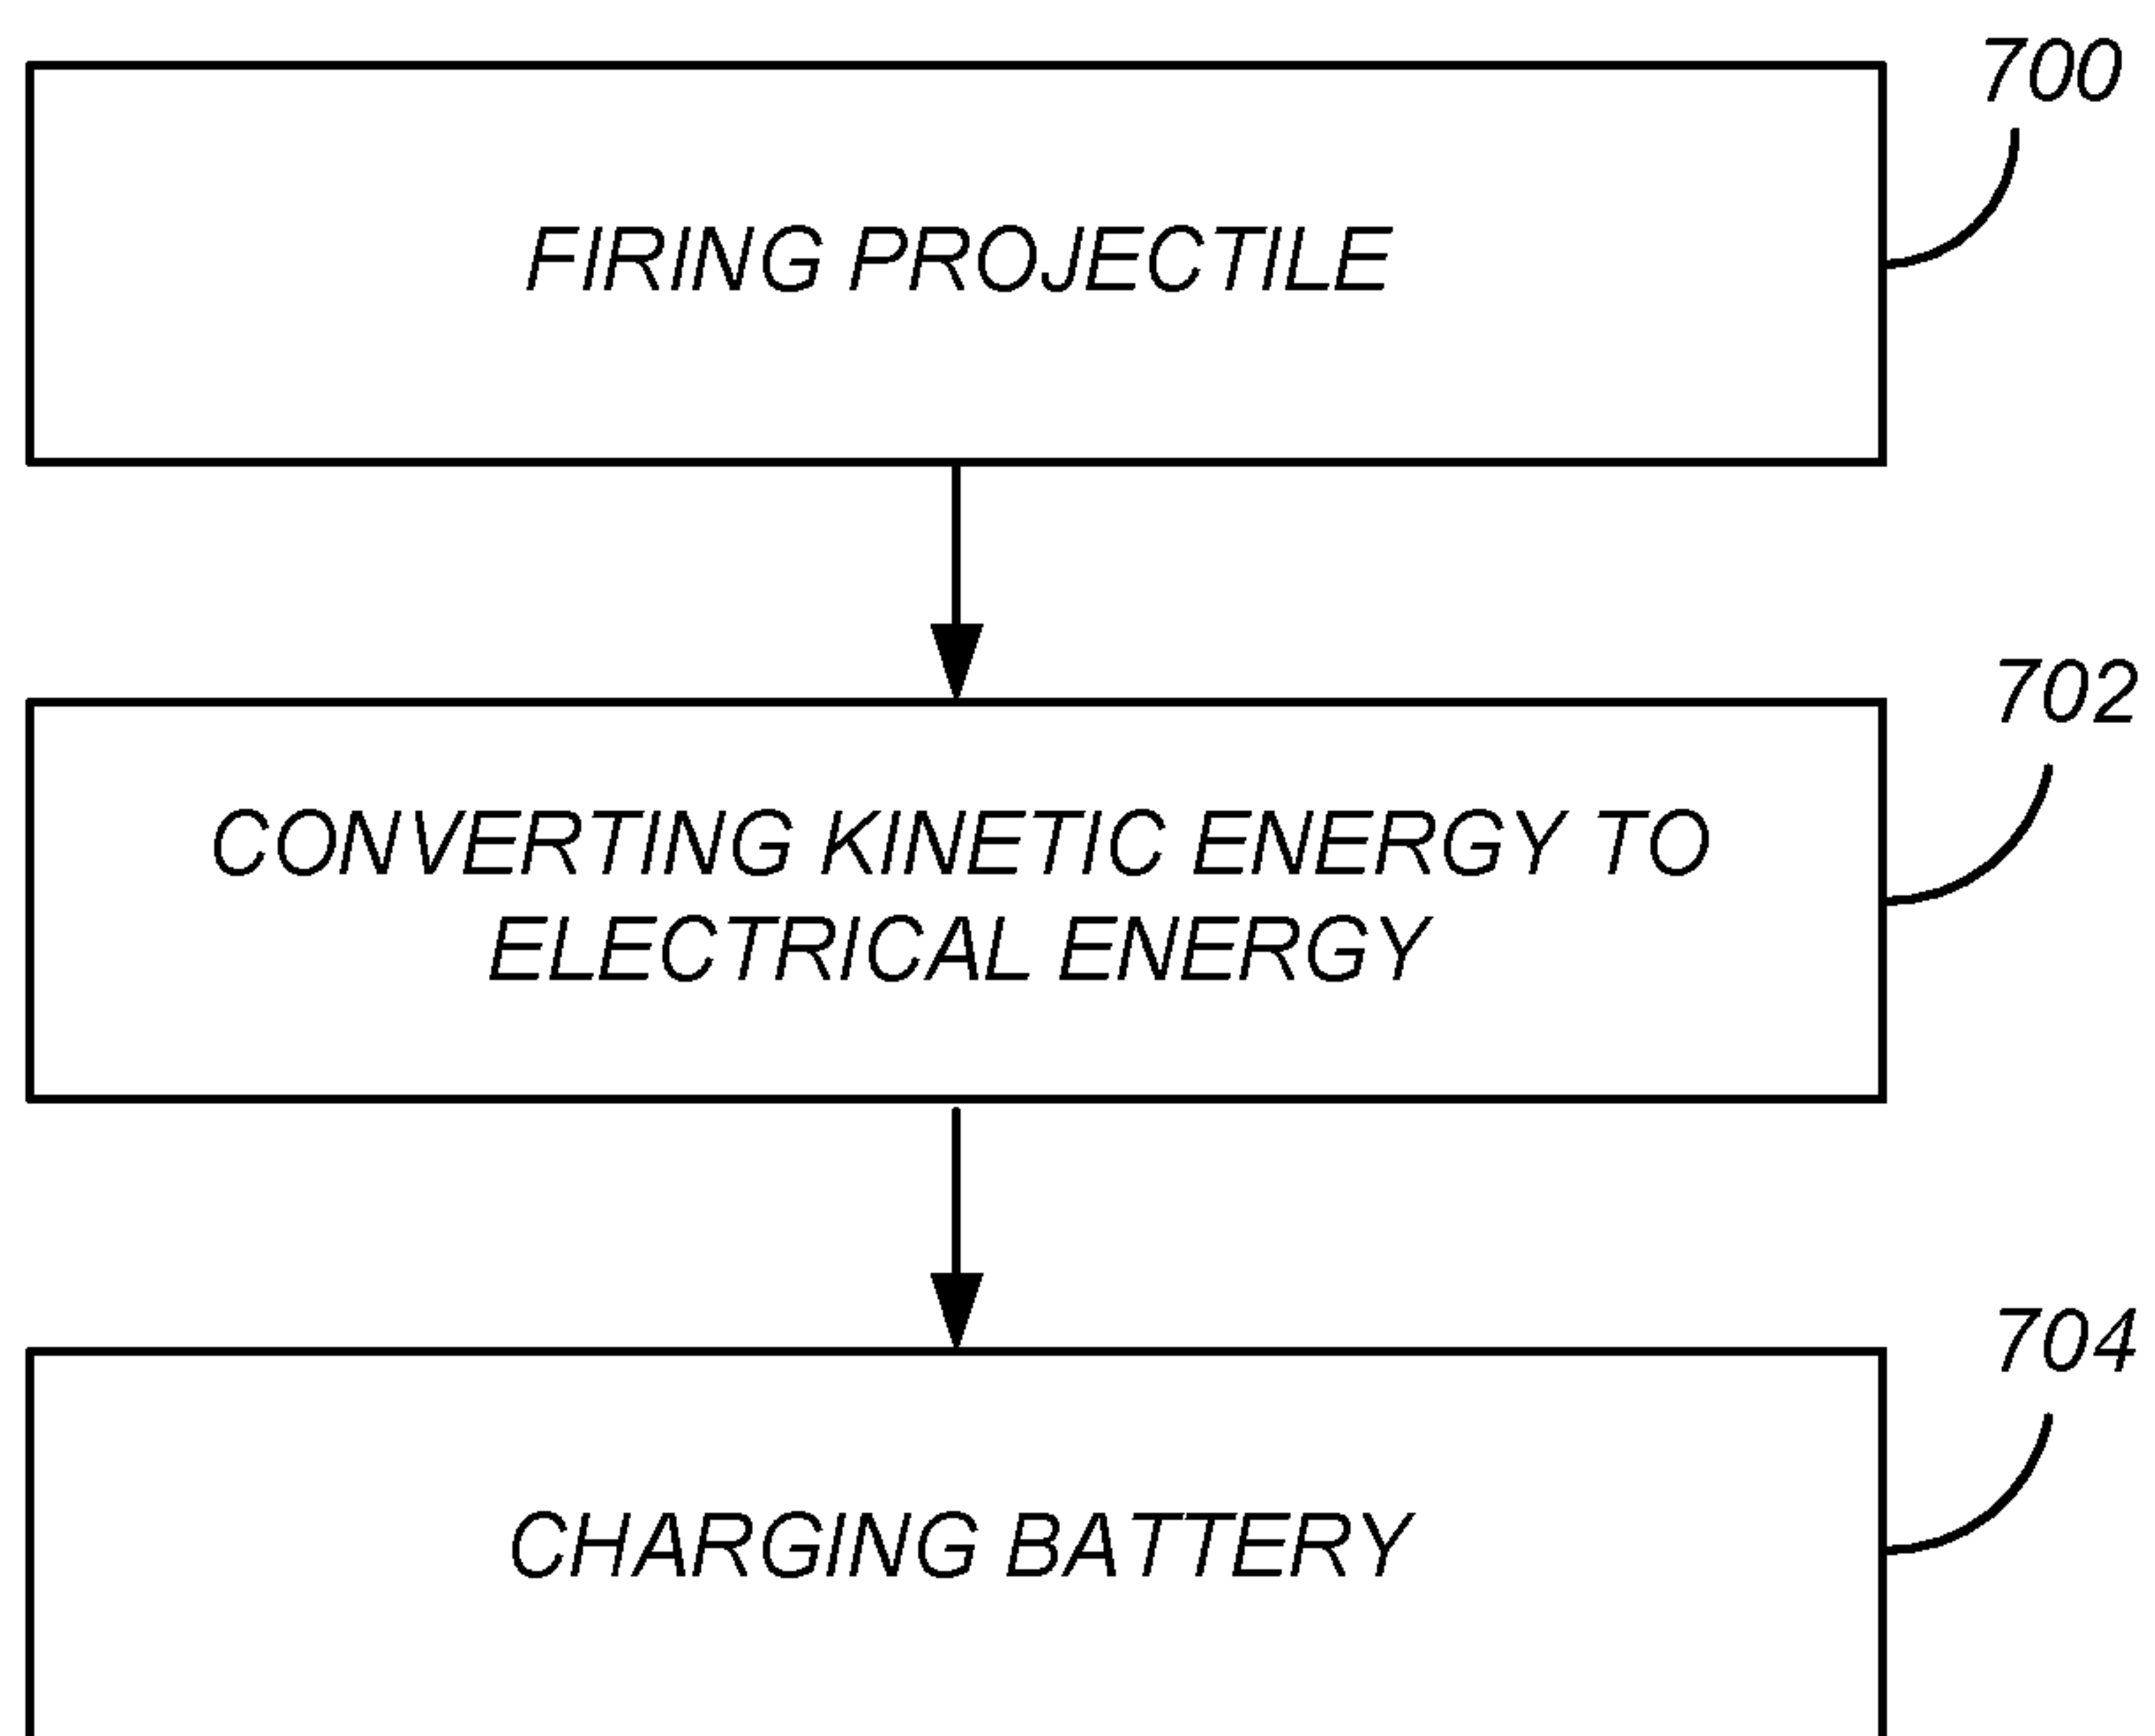 700
FIRING PROJECTILE
702
CONVERTING KINETIC ENERGY TO
ELECTRICAL ENERGY
704
CHARGING BATTERY